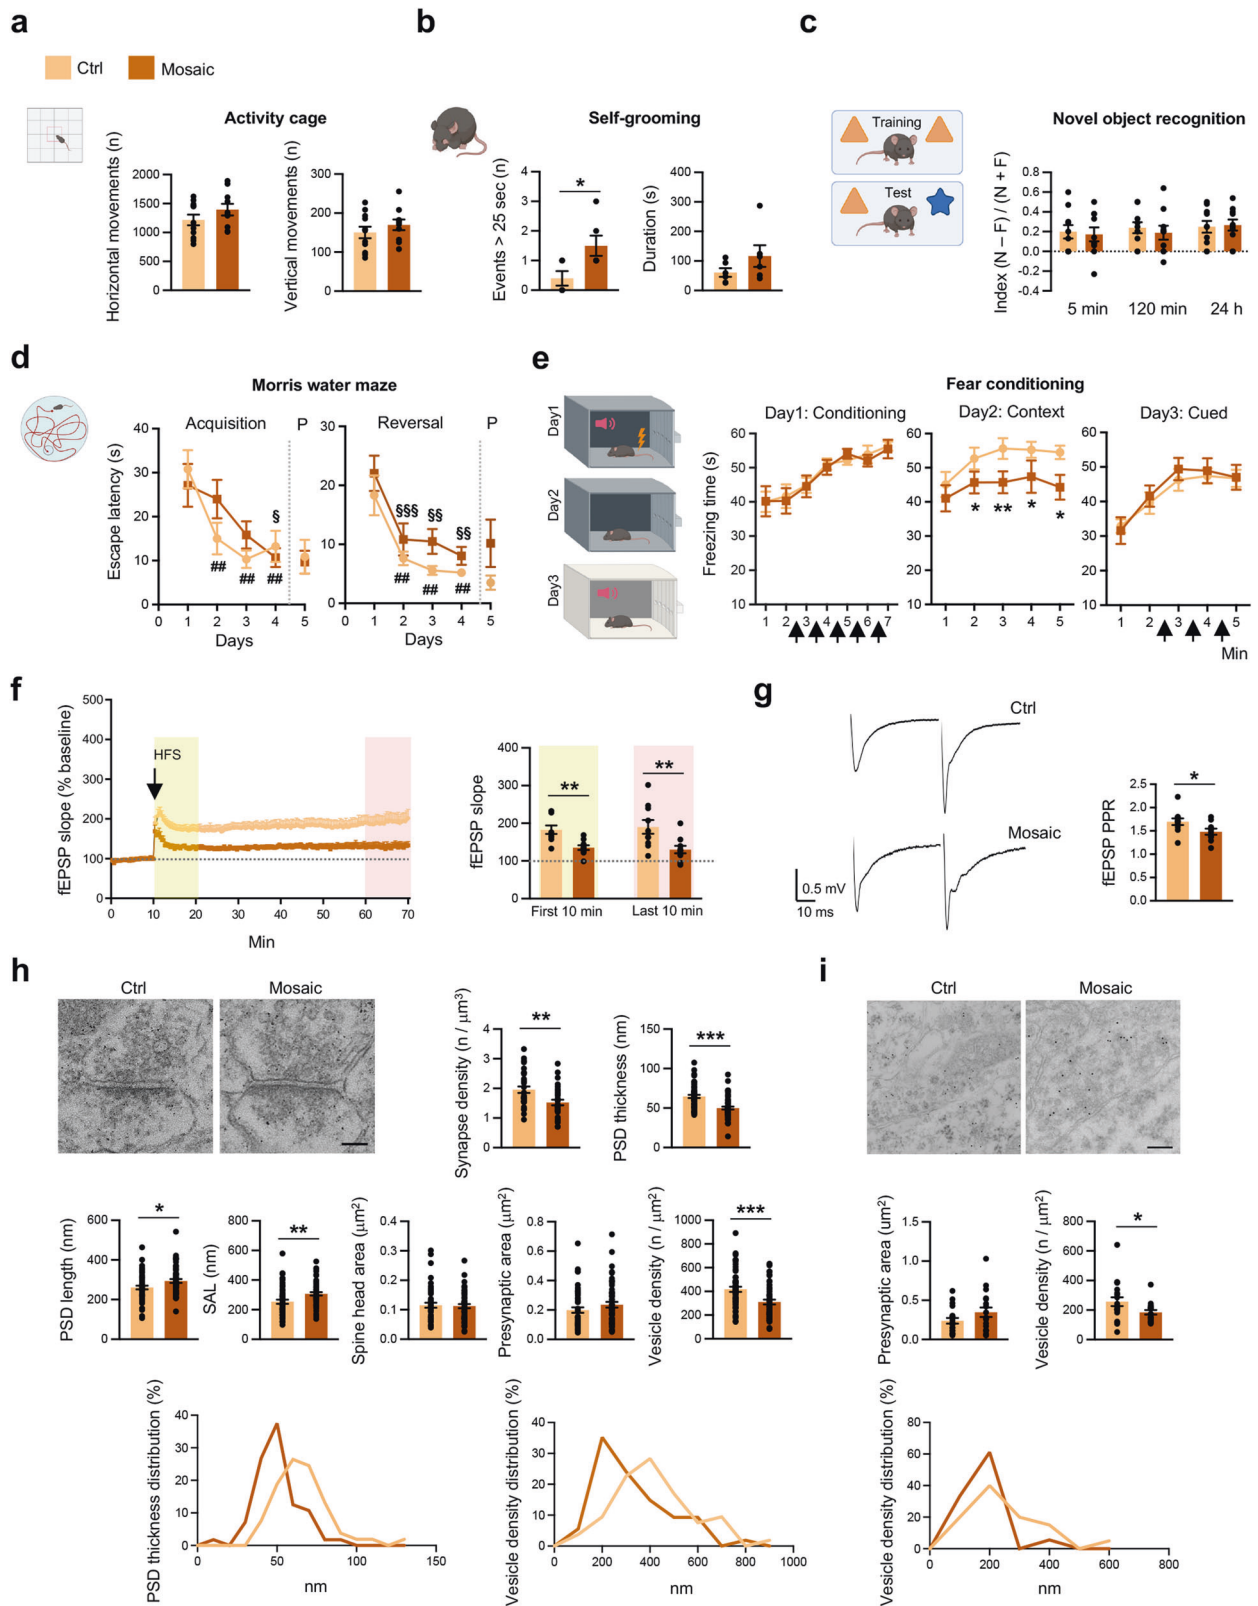 a
Ctrl
Mosaic
Activity cage
Horizontal movements (n)
2000
1500
1000
500
0
Vertical movements (n)
300
200
100
0
b
Self-grooming
Events > 25 sec (n)
4
3
2
1
0
*
Duration (s)
400
300
200
100
0
c
Training
Test
Novel object recognition
Index (N – F) / (N + F)
0.8
0.6
0.4
0.2
0.0
-0.2
-0.4
5 min
120 min
24 h
d
Morris water maze
Acquisition
P
Escape latency (s)
40
30
20
10
0
§
##
##
##
0
1
2
3
4
5
Days
Reversal
P
30
20
10
0
§§§
§§
§§
##
##
##
0
1
2
3
4
5
Days
e
Day1
Day2
Day3
Fear conditioning
Day1: Conditioning
Freezing time (s)
60
50
40
30
20
10
1
2
3
4
5
6
7
Day2: Context
60
50
40
30
20
10
*
**
*
*
1
2
3
4
5
Day3: Cued
60
50
40
30
20
10
1
2
3
4
5
Min
f
fEPSP slope (% baseline)
500
400
300
200
100
0
HFS
0
10
20
30
40
50
60
70
Min
fEPSP slope
400
300
200
100
0
**
**
First 10 min
Last 10 min
g
Ctrl
Mosaic
0.5 mV
10 ms
fEPSP PPR
2.5
2.0
1.5
1.0
0.5
0.0
*
h
Ctrl
Mosaic
Synapse density (n / μm³)
4
3
2
1
0
**
PSD thickness (nm)
150
100
50
0
***
PSD length (nm)
600
400
200
0
*
SAL (nm)
800
600
400
200
0
**
Spine head area (μm²)
0.4
0.3
0.2
0.1
0.0
Presynaptic area (μm²)
0.8
0.6
0.4
0.2
0.0
Vesicle density (n / μm²)
1000
800
600
400
200
0
***
PSD thickness distribution (%)
40
30
20
10
0
0
50
100
150
nm
Vesicle density distribution (%)
40
30
20
10
0
0
200
400
600
800
1000
nm
i
Ctrl
Mosaic
Presynaptic area (um²)
1.5
1.0
0.5
0.0
Vesicle density (n / μm²)
800
600
400
200
0
*
Vesicle density distribution (%)
80
60
40
20
0
0
200
400
600
800
nm